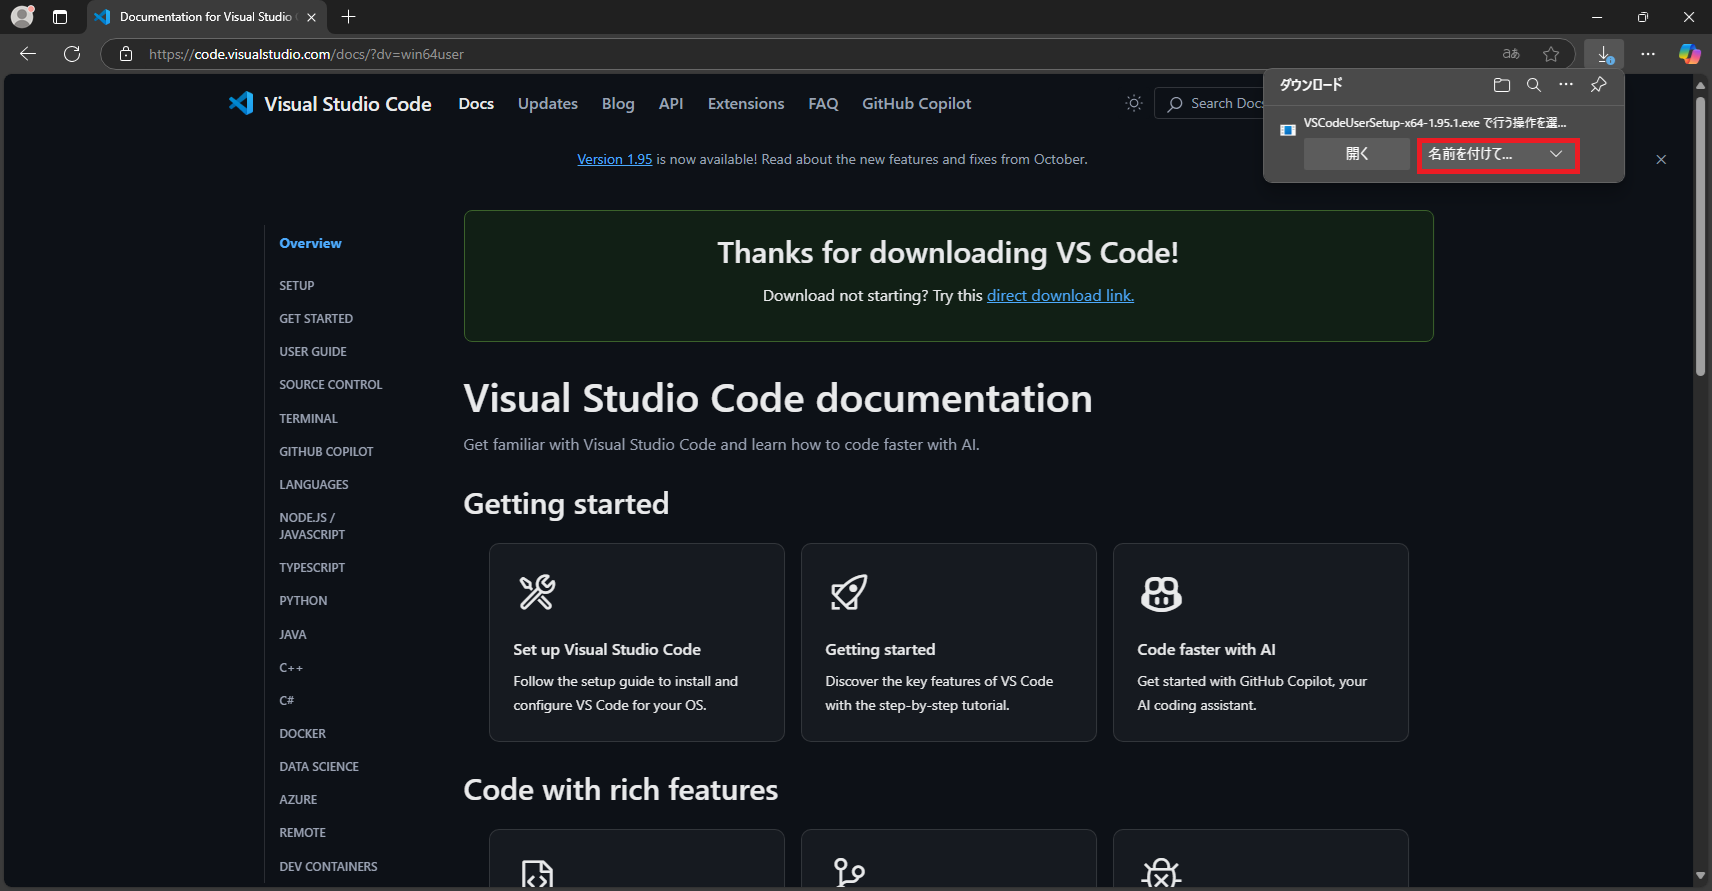 Documentation for Visual Studio
https://code.visualstudio.com/docs/?dv=win64user
aあ
ダウンロード
VSCodeUserSetup-x64-1.95.1.exe で行う操作を選...
開く
名前を付けて...
Visual Studio Code
Docs
Updates
Blog
API
Extensions
FAQ
GitHub Copilot
Search Docs
Version 1.95 is now available! Read about the new features and fixes from October.
Overview
SETUP
GET STARTED
USER GUIDE
SOURCE CONTROL
TERMINAL
GITHUB COPILOT
LANGUAGES
NODE.JS /
JAVASCRIPT
TYPESCRIPT
PYTHON
JAVA
C++
C#
DOCKER
DATA SCIENCE
AZURE
REMOTE
DEV CONTAINERS
Thanks for downloading VS Code!
Download not starting? Try this direct download link.
Visual Studio Code documentation
Get familiar with Visual Studio Code and learn how to code faster with AI.
Getting started
Set up Visual Studio Code
Follow the setup guide to install and
configure VS Code for your OS.
Getting started
Discover the key features of VS Code
with the step-by-step tutorial.
Code faster with AI
Get started with GitHub Copilot, your
AI coding assistant.
Code with rich features